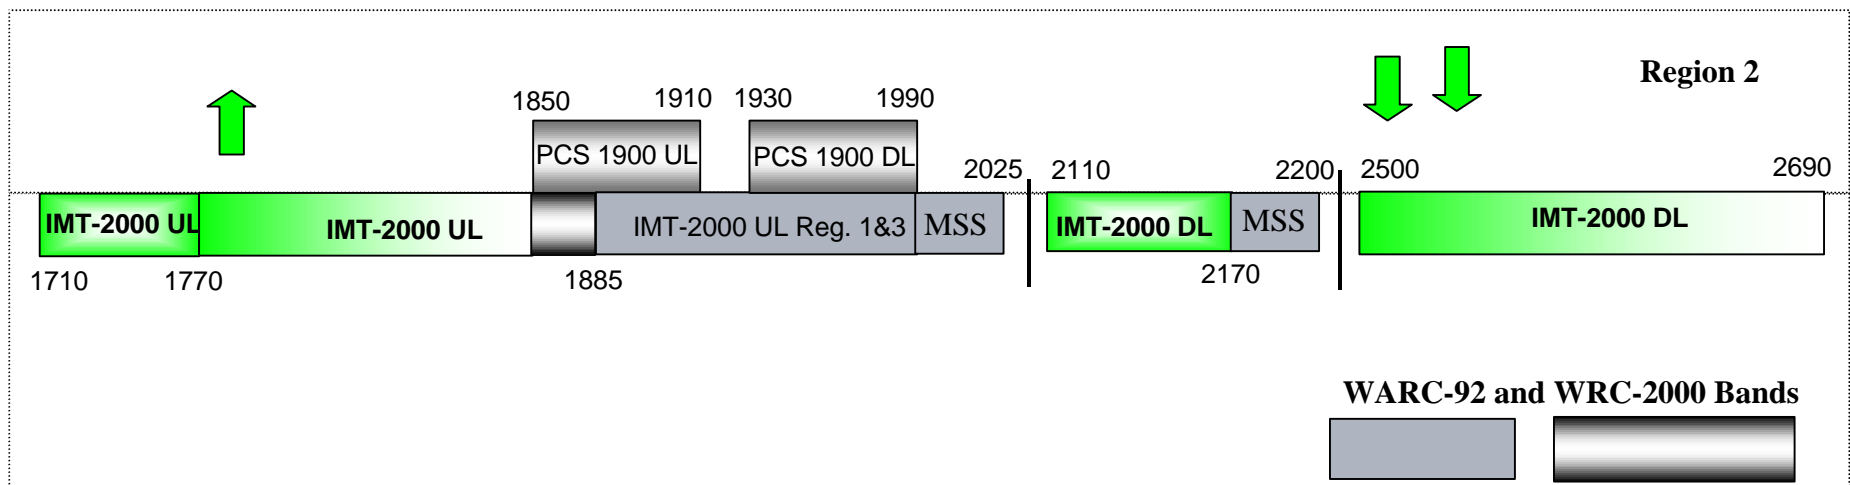 Region 2
1850 1910 1930 1990
PCS 1900 UL PCS 1900 DL
2025 2110 2200 2500 2690
IMT-2000 UL IMT-2000 UL IMT-2000 UL Reg. 1&3 MSS IMT-2000 DL MSS IMT-2000 DL
1710 1770 1885 2170
WARC-92 and WRC-2000 Bands